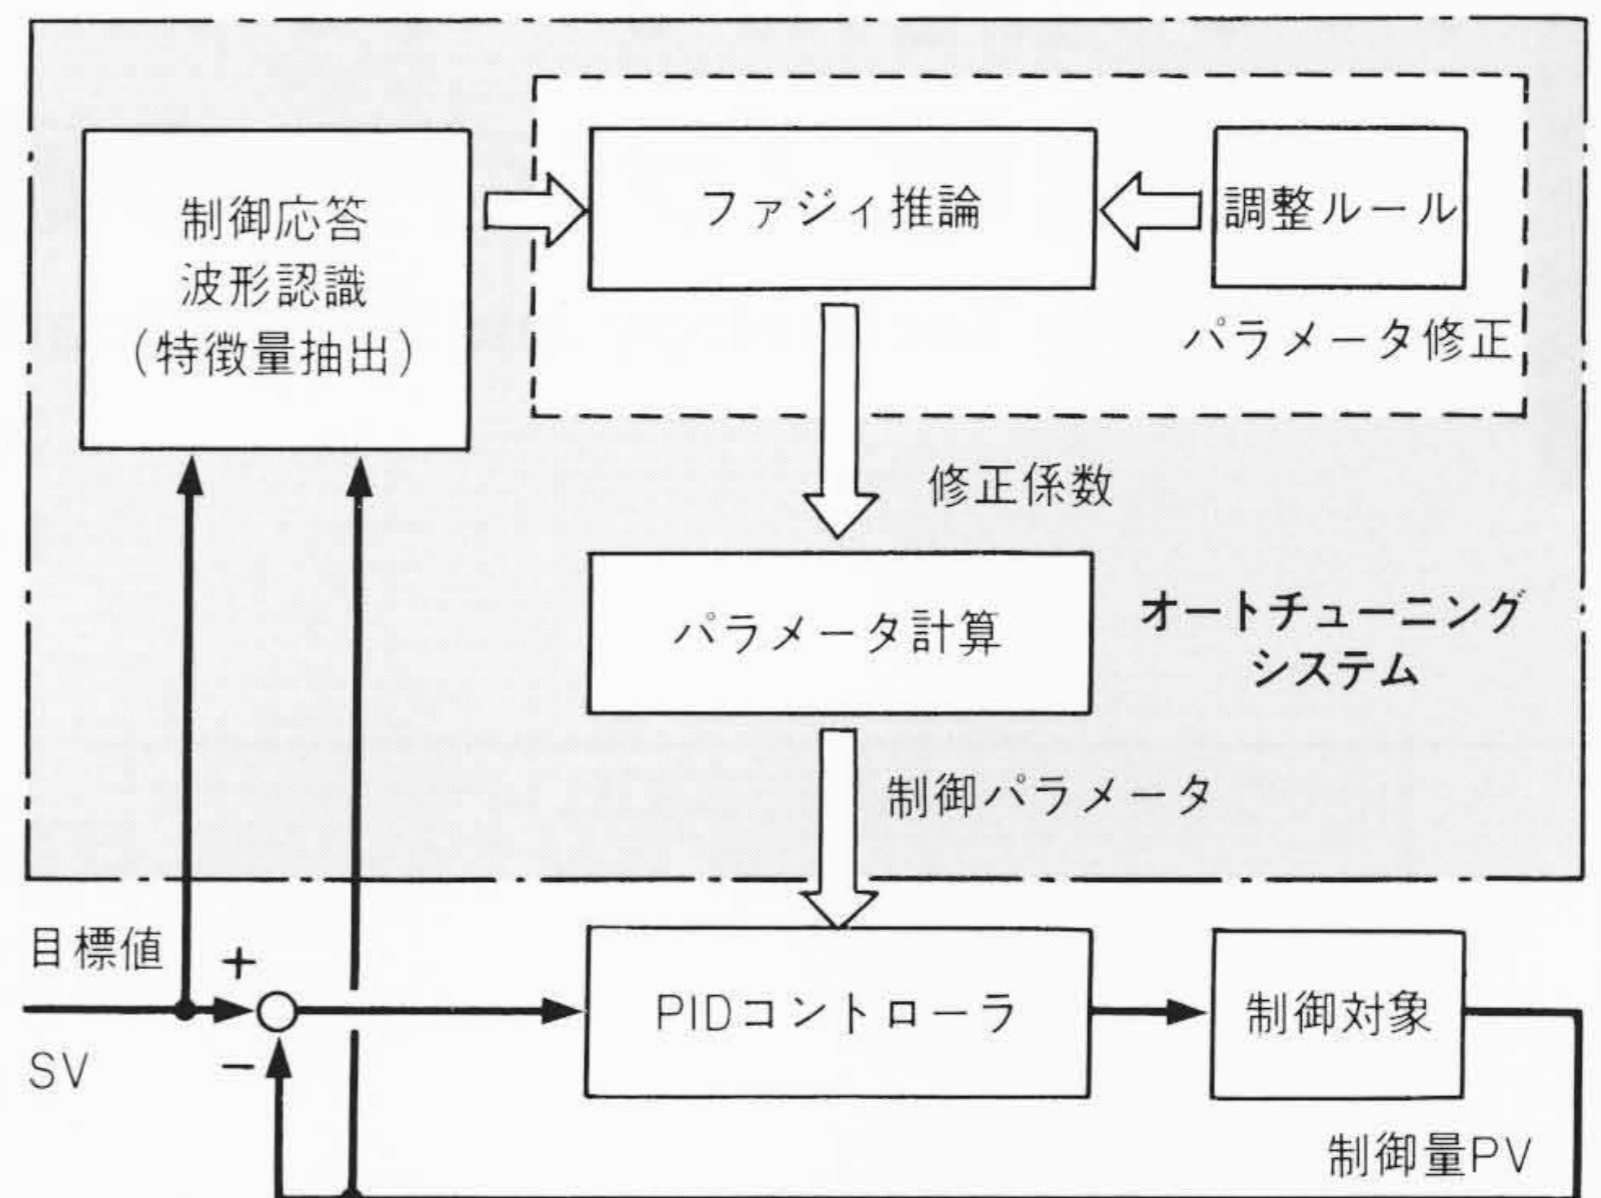 制御応答
波形認識
(特徴量抽出)
ファジィ推論
調整ルール
パラメータ修正
修正係数
パラメータ計算
オートチューニング
システム
制御パラメータ
目標値
+
SV
−
PIDコントローラ
制御対象
制御量PV